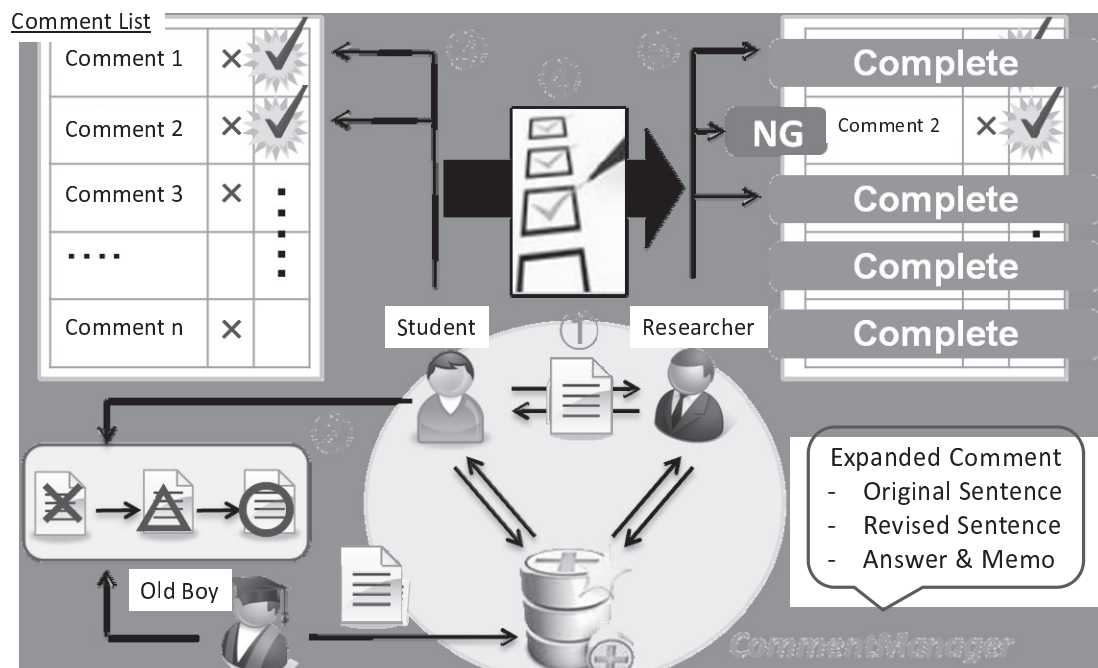 Comment List
Comment 1
Comment 2
Comment 3
....
Comment n
Complete
NG
Comment 2
Complete
Complete
Complete
Student
Researcher
1
Old Boy
Expanded Comment
- Original Sentence
- Revised Sentence
- Answer & Memo
CommentManager